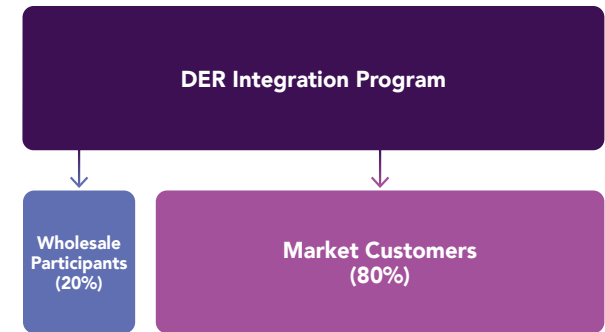 DER Integration Program
Wholesale
Participants
(20%)
Market Customers
(80%)